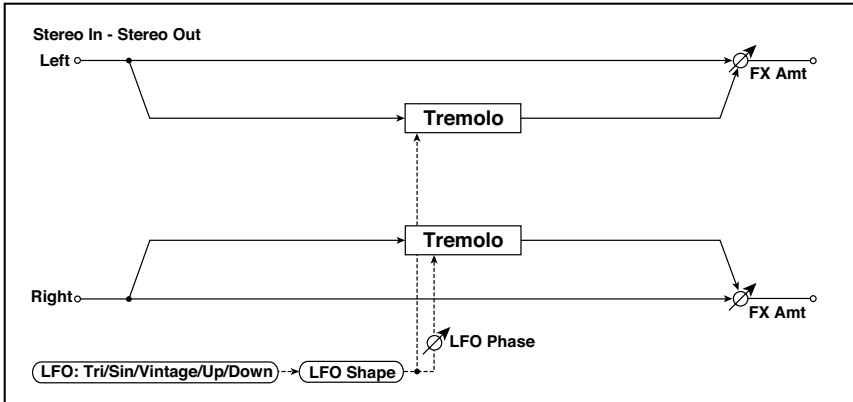 Stereo In - Stereo Out
Left
FX Amt
Tremolo
Tremolo
Right
FX Amt
LFO Phase
LFO: Tri/Sin/Vintage/Up/Down
LFO Shape